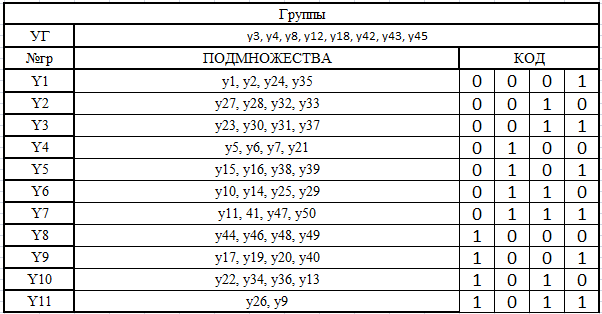 Группы
УГ y3, y4, y8, y12, y18, y42, y43, y45
№гр ПОДМНОЖЕСТВА КОД
Y1 y1, y2, y24, y35 0 0 0 1
Y2 y27, y28, y32, y33 0 0 1 0
Y3 y23, y30, y31, y37 0 0 1 1
Y4 y5, y6, y7, y21 0 1 0 0
Y5 y15, y16, y38, y39 0 1 0 1
Y6 y10, y14, y25, y29 0 1 1 0
Y7 y11, 41, y47, y50 0 1 1 1
Y8 y44, y46, y48, y49 1 0 0 0
Y9 y17, y19, y20, y40 1 0 0 1
Y10 y22, y34, y36, y13 1 0 1 0
Y11 y26, y9 1 0 1 1